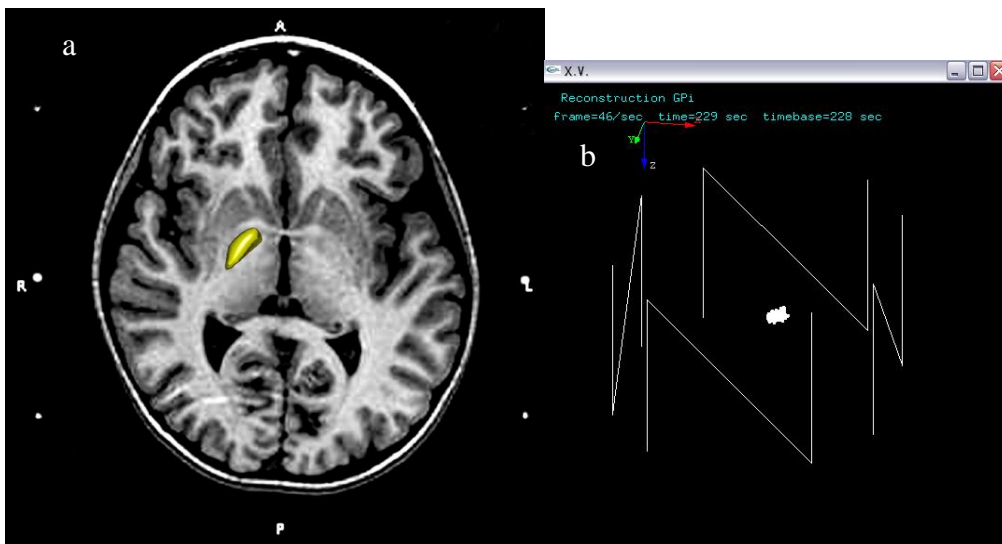 a
A
R
L
P
X.V.
Reconstruction GPi
frame=46/sec time=229 sec timebase=228 sec
Y
Z
b